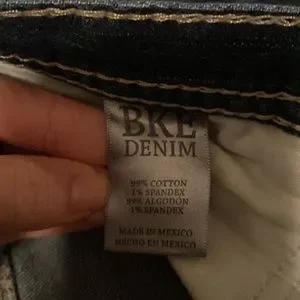 BKE
DENIM
99% COTTON
1% SPANDEX
99% ALGODÓN
1% SPANDEX
MADE IN MEXICO
HECHO EN MEXICO